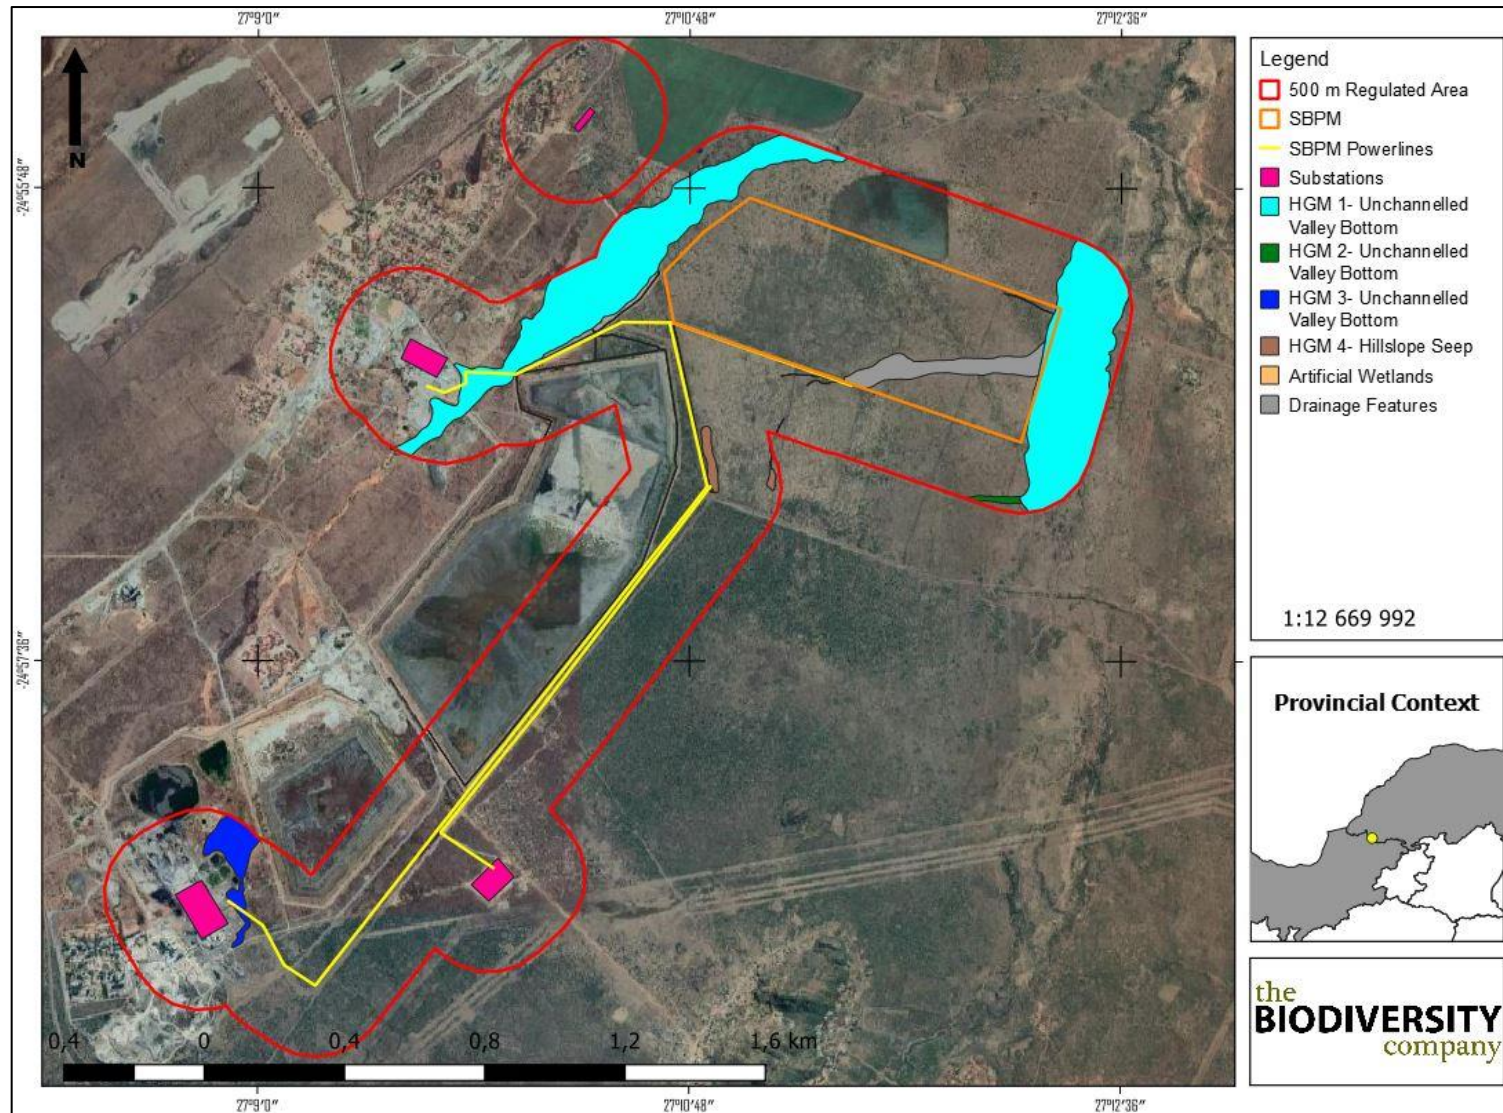 27°9′0″ 27°10′48″ 27°12′36″
N
-24°55′48″
-24°57′36″
0,4 0 0,4 0,8 1,2 1,6 km
27°9′0″ 27°10′48″ 27°12′36″
Legend
500 m Regulated Area
SBPM
SBPM Powerlines
Substations
HGM 1- Unchannelled
Valley Bottom
HGM 2- Unchannelled
Valley Bottom
HGM 3- Unchannelled
Valley Bottom
HGM 4- Hillslope Seep
Artificial Wetlands
Drainage Features
1:12 669 992
Provincial Context
the
BIODIVERSITY
company